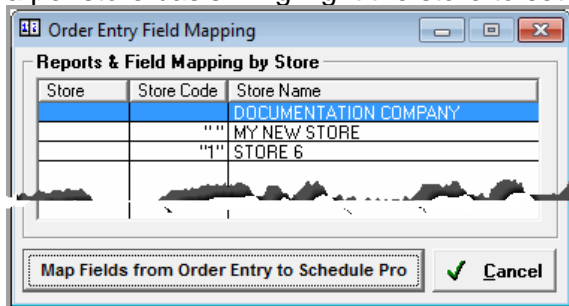 Order Entry Field Mapping
Reports & Field Mapping by Store
Store Store Code Store Name
DOCUMENTATION COMPANY
" " MY NEW STORE
"1" STORE 6
Map Fields from Order Entry to Schedule Pro Cancel